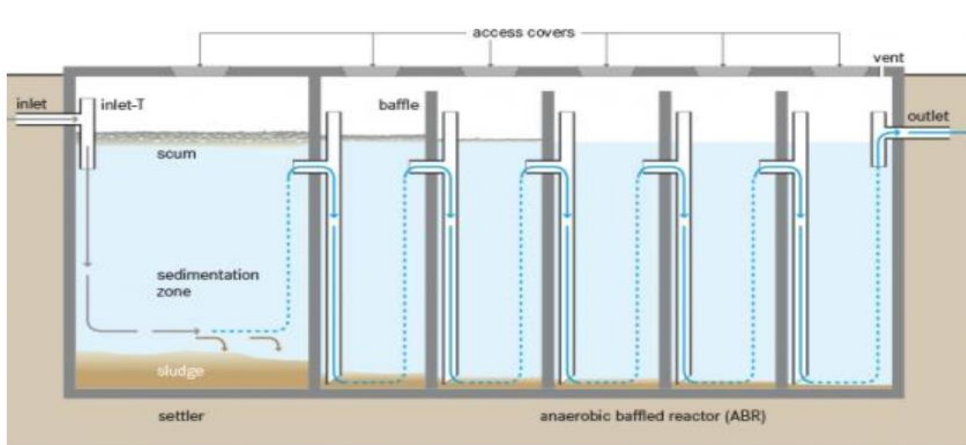 access covers
vent
inlet
inlet-T
baffle
outlet
scum
sedimentation
zone
sludge
settler
anaerobic baffled reactor (ABR)